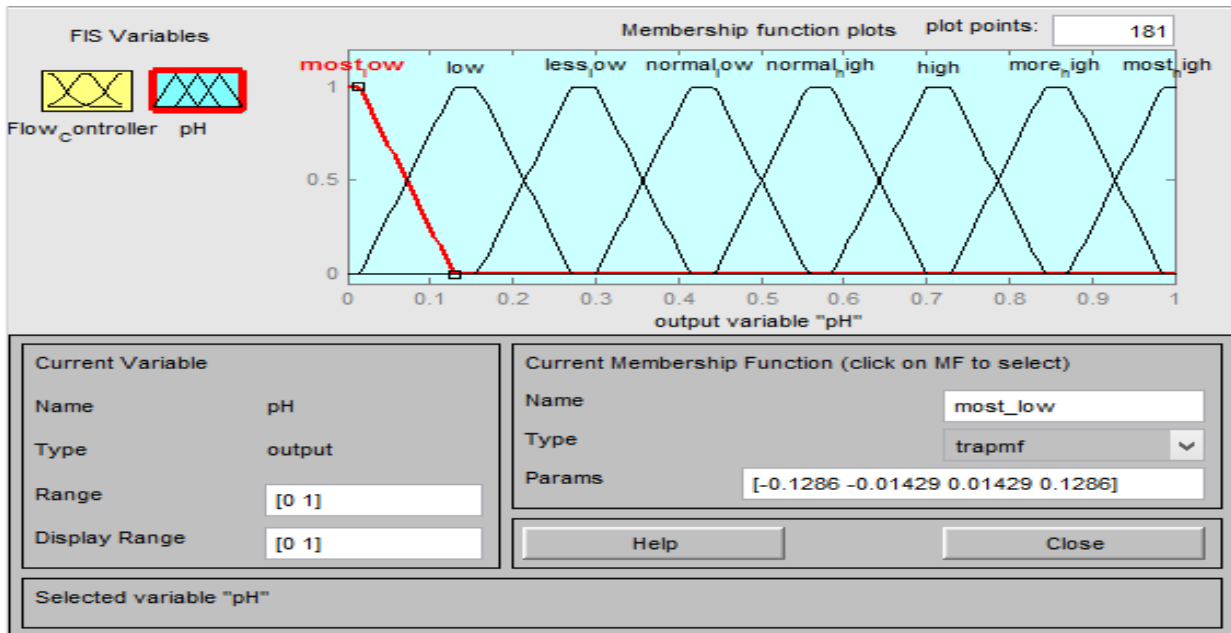 FIS Variables
Flow_Controller pH
Membership function plots plot points: 181
most_low low less_low normal_low normal_high high more_high most_high
1
0.5
0
0 0.1 0.2 0.3 0.4 0.5 0.6 0.7 0.8 0.9 1
output variable "pH"
Current Variable
Name pH
Type output
Range [0 1]
Display Range [0 1]
Current Membership Function (click on MF to select)
Name most_low
Type trapmf
Params [-0.1286 -0.01429 0.01429 0.1286]
Help Close
Selected variable "pH"